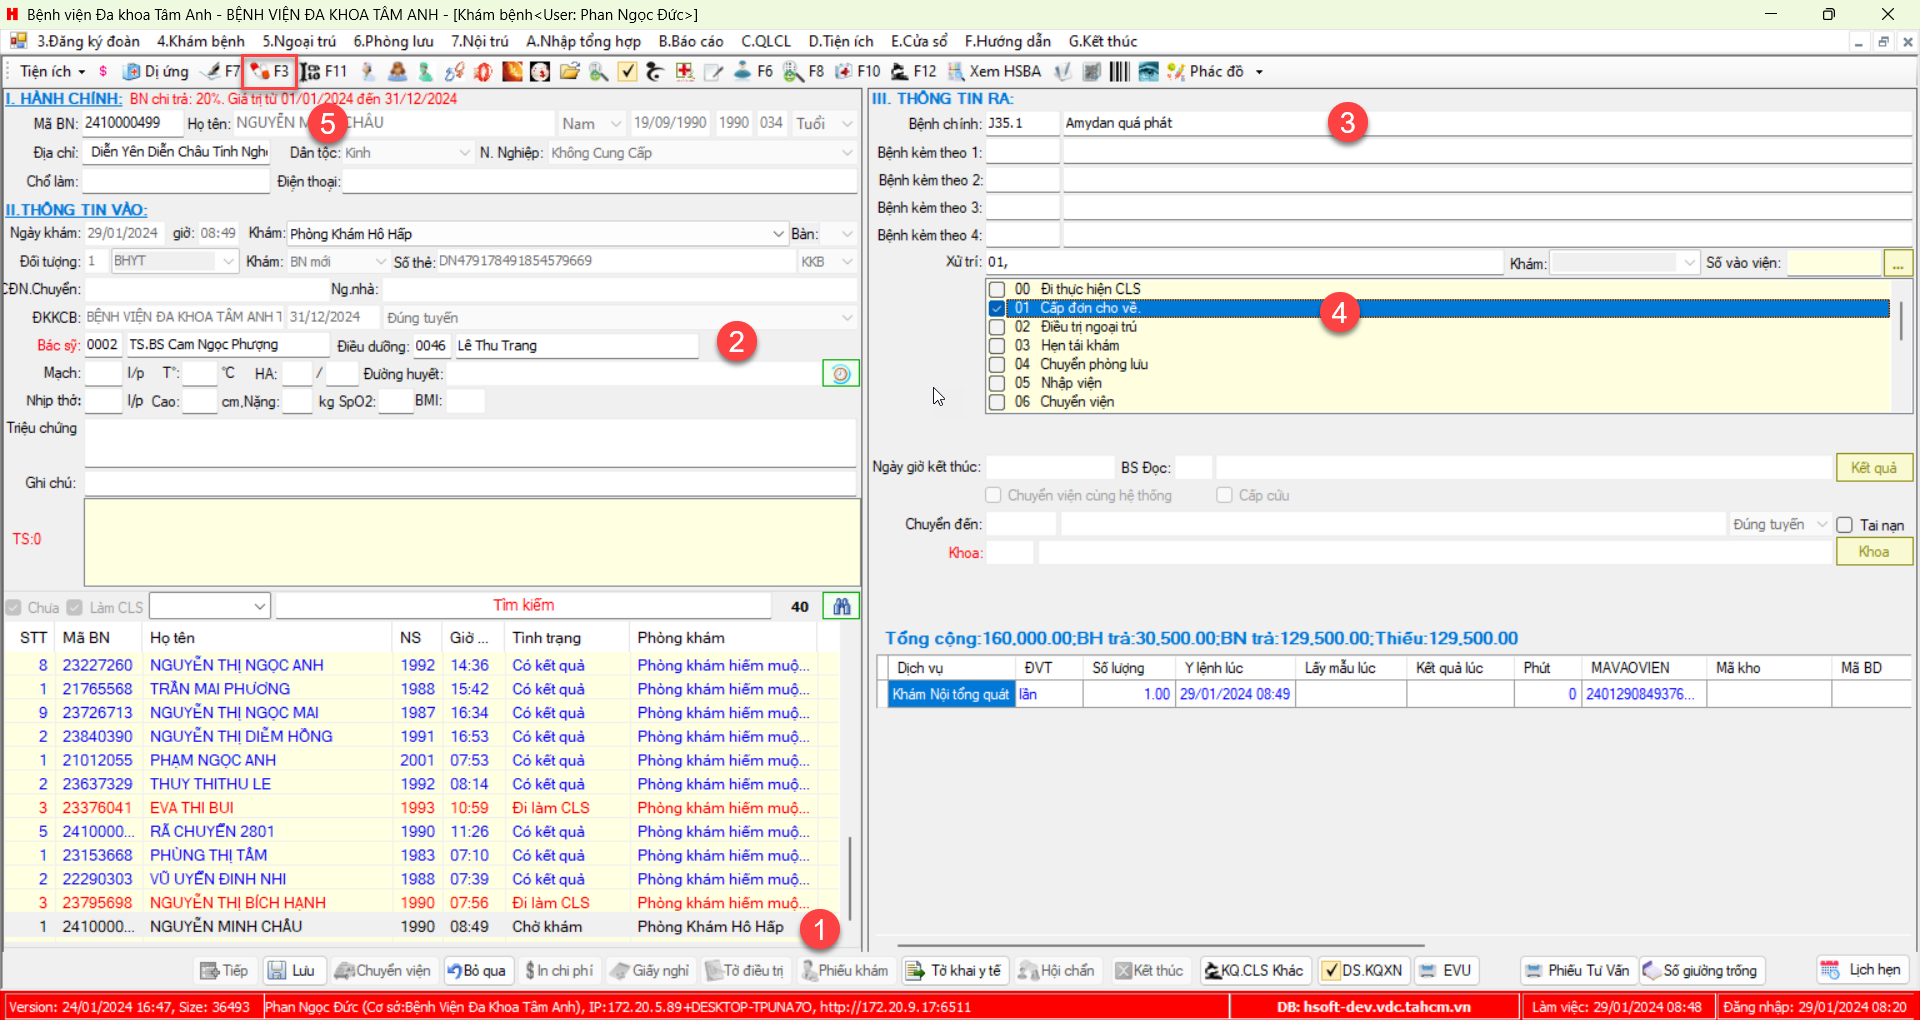 Bệnh viện Đa khoa Tâm Anh - BỆNH VIỆN ĐA KHOA TÂM ANH - [Khám bệnh<User: Phan Ngọc Đức>]
3.Đăng ký đoàn 4.Khám bệnh 5.Ngoại trú 6.Phòng lưu 7.Nội trú A.Nhập tổng hợp B.Báo cáo C.QLCL D.Tiện ích E.Cửa sổ F.Hướng dẫn G.Kết thúc
Tiện ích $ Dị ứng F7 F3 F11 F6 F8 F10 F12 Xem HSBA Phác đồ
I. HÀNH CHÍNH: BN chi trả: 20%. Giá trị từ 01/01/2024 đến 31/12/2024
Mã BN: 2410000499 Họ tên: NGUYỄN M CHÂU Nam 19/09/1990 1990 034 Tuổi
5
Địa chỉ: Diễn Yên Diễn Châu Tỉnh Ngh Dân tộc: Kinh N. Nghiệp: Không Cung Cấp
Chổ làm: Điện thoại:
II.THÔNG TIN VÀO:
Ngày khám: 29/01/2024 giờ: 08:49 Khám: Phòng Khám Hô Hấp Bàn:
Đối tượng: 1 BHYT Khám: BN mới Số thẻ: DN479178491854579669 KKB
CĐN.Chuyển: Ng.nhà:
ĐKKCB: BỆNH VIỆN ĐA KHOA TÂM ANH T 31/12/2024 Đúng tuyến
Bác sỹ: 0002 TS.BS Cam Ngọc Phượng Điều dưỡng: 0046 Lê Thu Trang
2
Mạch: l/p T°: °C HA: / Đường huyết:
Nhịp thở: l/p Cao: cm,Nặng: kg SpO2: BMI:
Triệu chứng
Ghi chú:
TS:0
Chưa Làm CLS Tìm kiếm 40
STT Mã BN Họ tên NS Giờ ... Tình trạng Phòng khám
8 23227260 NGUYỄN THỊ NGỌC ANH 1992 14:36 Có kết quả Phòng khám hiếm muộ...
1 21765568 TRẦN MAI PHƯƠNG 1988 15:42 Có kết quả Phòng khám hiếm muộ...
9 23726713 NGUYỄN THỊ NGỌC MAI 1987 16:34 Có kết quả Phòng khám hiếm muộ...
2 23840390 NGUYỄN THỊ DIỄM HỒNG 1991 16:53 Có kết quả Phòng khám hiếm muộ...
1 21012055 PHẠM NGỌC ANH 2001 07:53 Có kết quả Phòng khám hiếm muộ...
2 23637329 THUY THITHU LE 1992 08:14 Có kết quả Phòng khám hiếm muộ...
3 23376041 EVA THI BUI 1993 10:59 Đi làm CLS Phòng khám hiếm muộ...
5 2410000... RÃ CHUYỂN 2801 1990 11:26 Có kết quả Phòng khám hiếm muộ...
1 23153668 PHÙNG THỊ TÂM 1983 07:10 Có kết quả Phòng khám hiếm muộ...
2 22290303 VŨ UYỂN ĐINH NHI 1988 07:39 Có kết quả Phòng khám hiếm muộ...
3 23795698 NGUYỄN THỊ BÍCH HẠNH 1990 07:56 Đi làm CLS Phòng khám hiếm muộ...
1 2410000... NGUYỄN MINH CHÂU 1990 08:49 Chờ khám Phòng Khám Hô Hấp
1
III. THÔNG TIN RA:
Bệnh chính: J35.1 Amydan quá phát
3
Bệnh kèm theo 1:
Bệnh kèm theo 2:
Bệnh kèm theo 3:
Bệnh kèm theo 4:
Xử trí: 01, Khám: Số vào viện: ...
00 Đi thực hiện CLS
01 Cấp đơn cho về.
4
02 Điều trị ngoại trú
03 Hẹn tái khám
04 Chuyển phòng lưu
05 Nhập viện
06 Chuyển viện
Ngày giờ kết thúc: BS Đọc: Kết quả
Chuyển viện cùng hệ thống Cấp cứu
Chuyển đến: Đúng tuyến Tai nạn
Khoa: Khoa
Tổng cộng:160,000.00;BH trả:30,500.00;BN trả:129,500.00;Thiếu:129,500.00
Dịch vụ ĐVT Số lượng Y lệnh lúc Lấy mẫu lúc Kết quả lúc Phút MAVAOVIEN Mã kho Mã BD
Khám Nội tổng quát lần 1.00 29/01/2024 08:49 0 2401290849376...
Tiếp Lưu Chuyển viện Bỏ qua In chi phí Giấy nghỉ Tờ điều trị Phiếu khám Tờ khai y tế Hội chẩn Kết thúc KQ.CLS Khác DS.KQXN EVU Phiếu Tư Vấn Sổ giường trống Lịch hẹn
Version: 24/01/2024 16:47, Size: 36493 Phan Ngọc Đức (Cơ sở:Bệnh Viện Đa Khoa Tâm Anh), IP:172.20.5.89+DESKTOP-TPUNA7O, http://172.20.9.17:6511 DB: hsoft-dev.vdc.tahcm.vn Làm việc: 29/01/2024 08:48 Đăng nhập: 29/01/2024 08:20